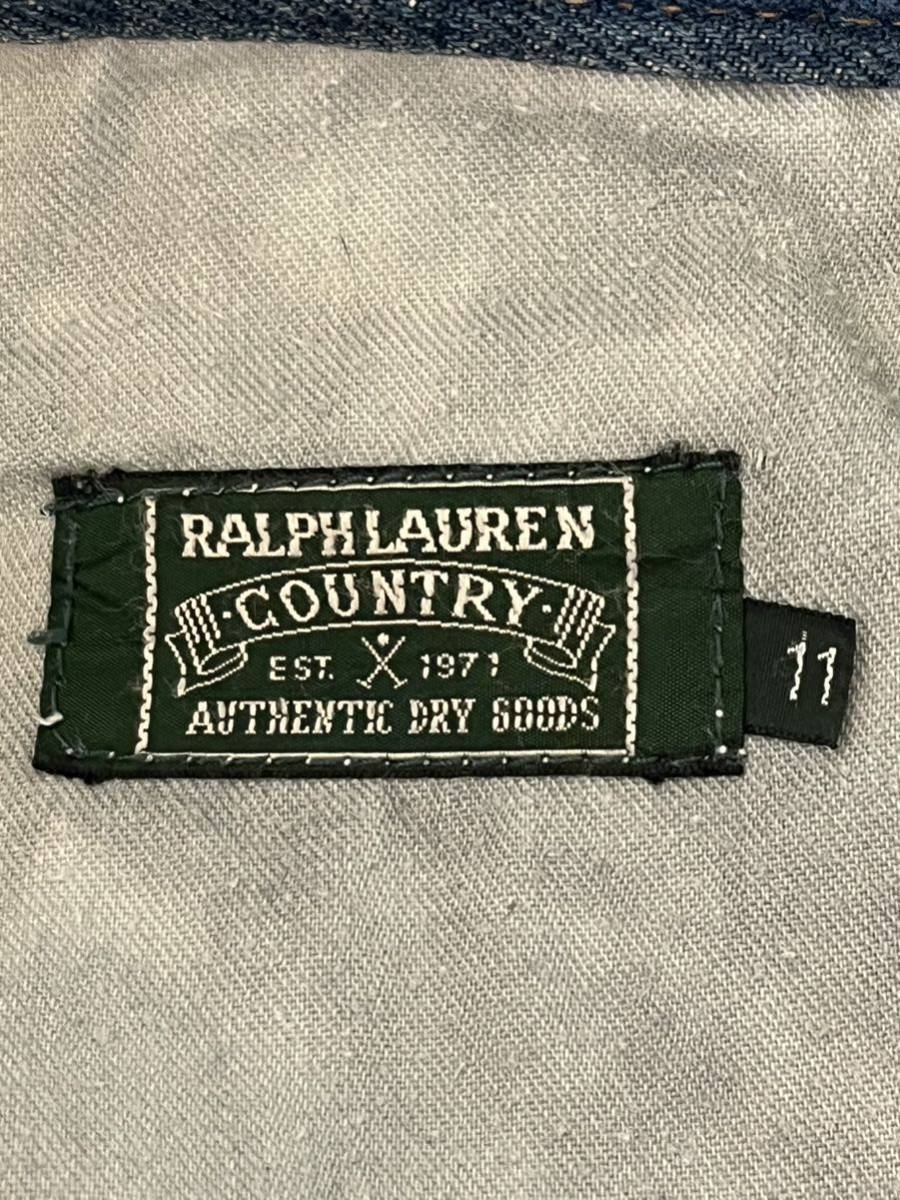 RALPH LAUREN
·COUNTRY·
EST. 1971
AUTHENTIC DRY GOODS
11